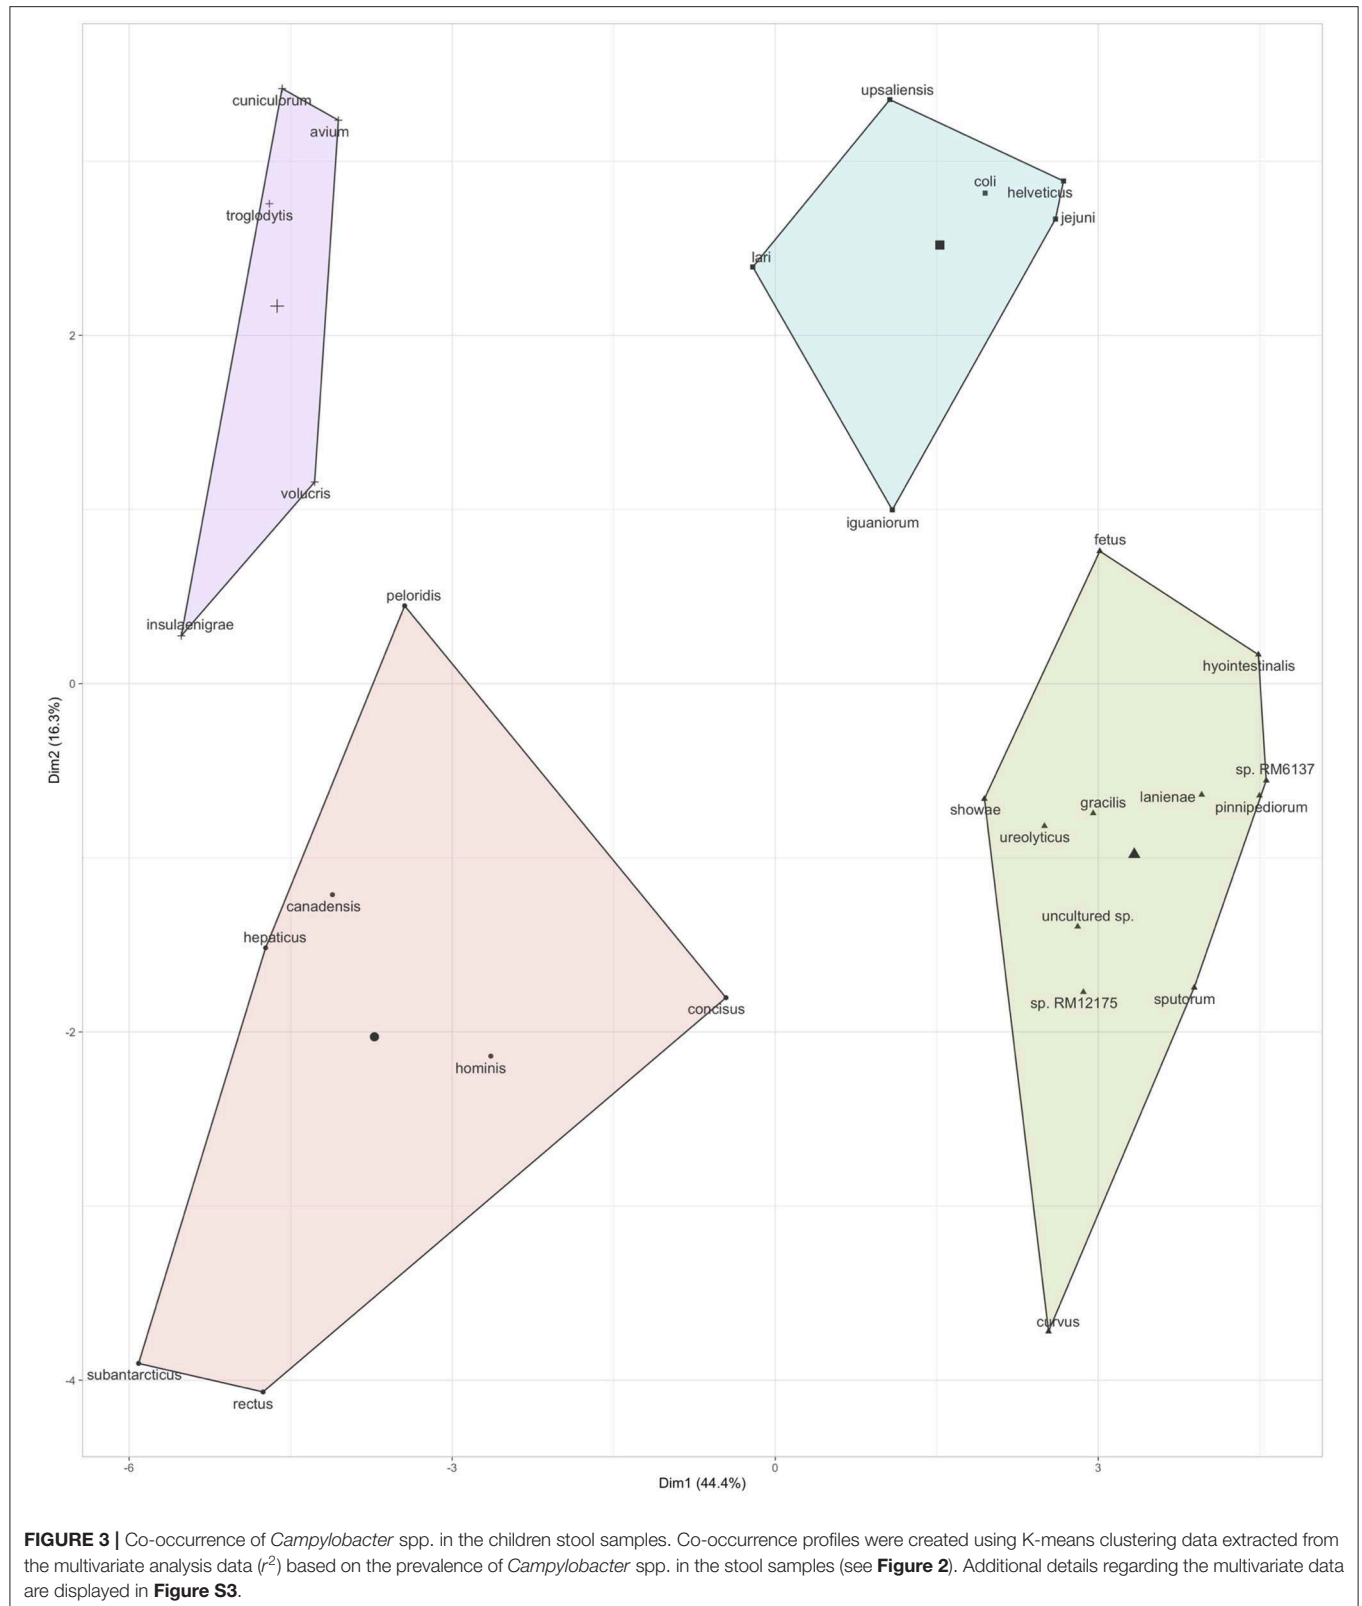 cuniculorum
avium
troglodytis
volucris
insulaenigrae
upsaliensis
coli
helveticus
jejuni
lari
iguaniorum
fetus
hyointestinalis
sp. RM6137
pinnipediorum
lanienae
gracilis
showae
ureolyticus
uncultured sp.
sp. RM12175
sputorum
curvus
peloridis
canadensis
hepaticus
concisus
hominis
subantarcticus
rectus
2
0
-2
-4
Dim2 (16.3%)
-6
-3
0
3
Dim1 (44.4%)
FIGURE 3 | Co-occurrence of Campylobacter spp. in the children stool samples. Co-occurrence profiles were created using K-means clustering data extracted from
the multivariate analysis data (r²) based on the prevalence of Campylobacter spp. in the stool samples (see Figure 2). Additional details regarding the multivariate data
are displayed in Figure S3.